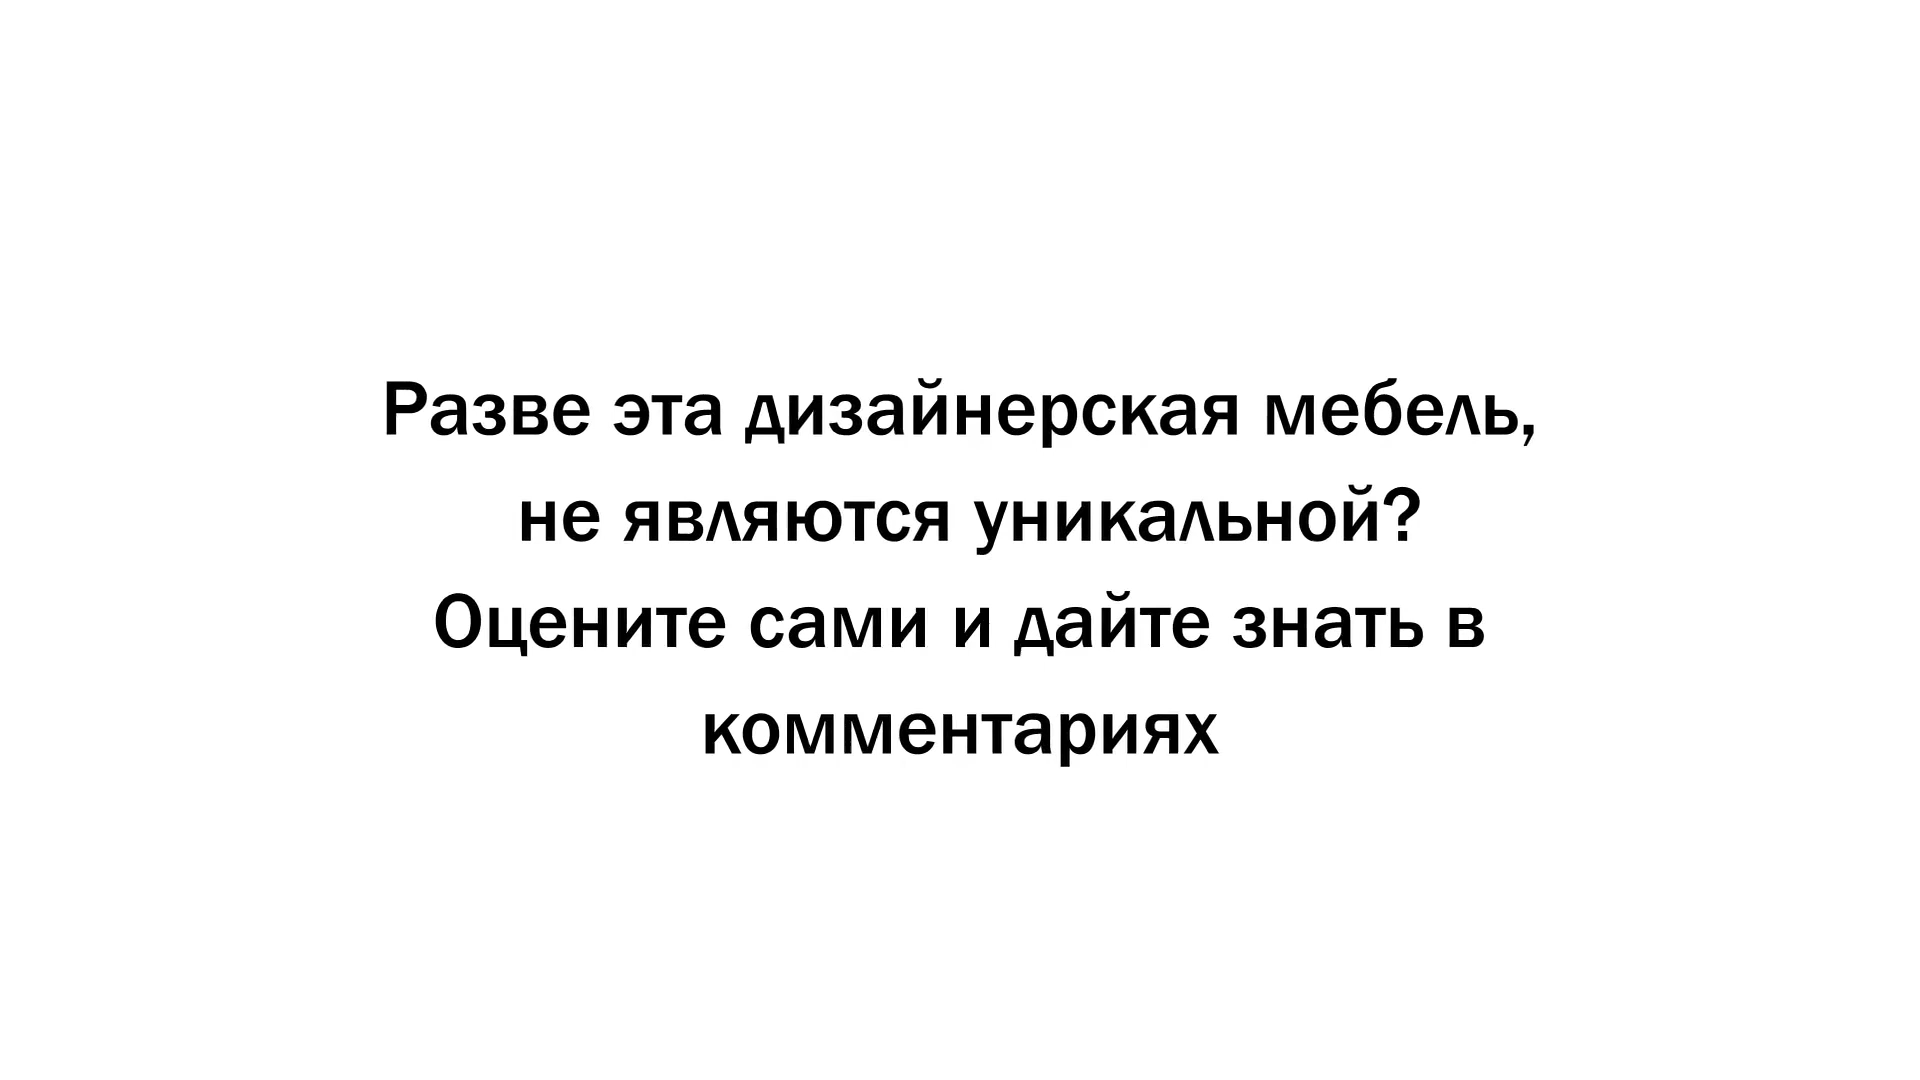 Разве эта дизайнерская мебель,
не являются уникальной?
Оцените сами и дайте знать в
комментариях